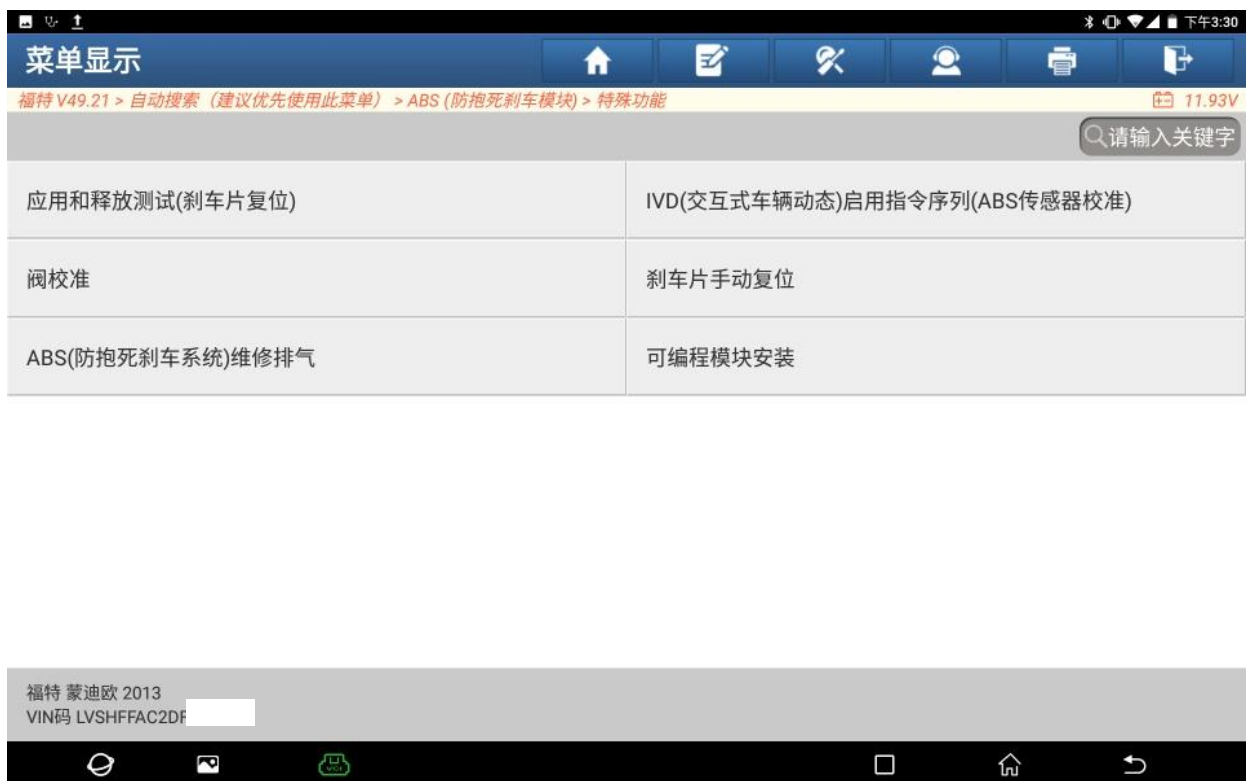 下午3:30
菜单显示
福特 V49.21 > 自动搜索（建议优先使用此菜单） > ABS (防抱死刹车模块) > 特殊功能
11.93V
请输入关键字
应用和释放测试(刹车片复位)
IVD(交互式车辆动态)启用指令序列(ABS传感器校准)
阀校准
刹车片手动复位
ABS(防抱死刹车系统)维修排气
可编程模块安装
福特 蒙迪欧 2013
VIN码 LVSHFFAC2DF
VCI